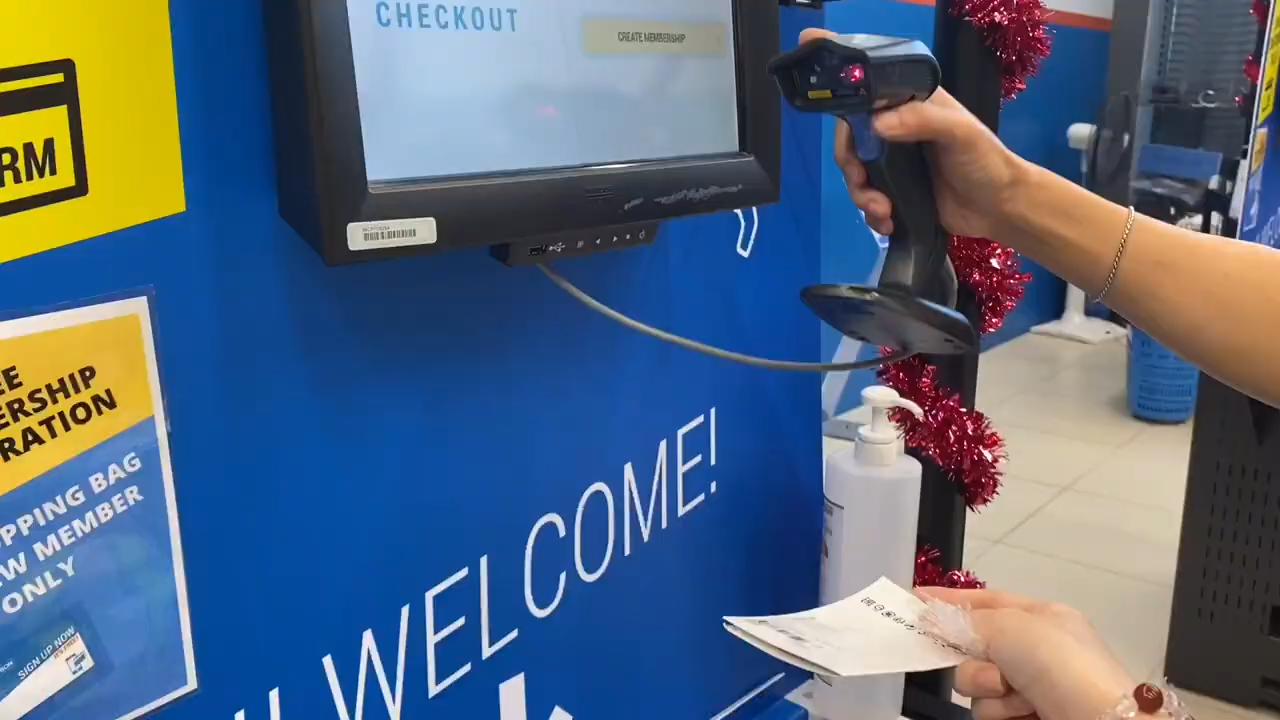 CHECKOUT
CREATE MEMBERSHIP
RM
EE
ERSHIP
RATION
PPING BAG
W MEMBER
ONLY
SIGN UP NOW
WELCOME!